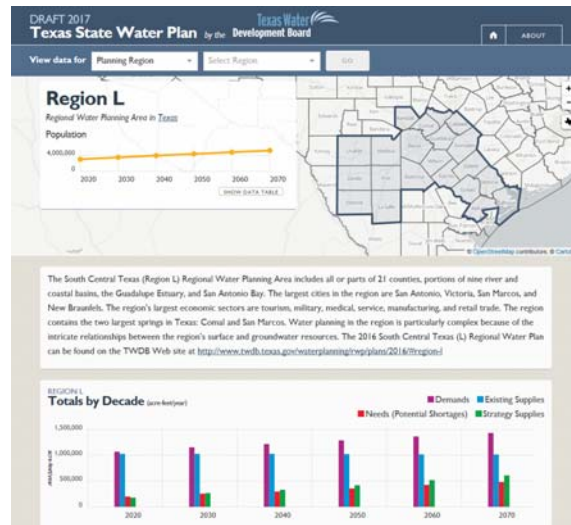 DRAFT 2017
Texas State Water Plan by the Texas Water
Development Board
ABOUT
View data for Planning Region Select Region GO
Region L
Regional Water Planning Area in Texas
Population
4,000,000
0
2020 2030 2040 2050 2060 2070
SHOW DATA TABLE
© OpenStreetMap contributors, ©
The South Central Texas (Region L) Regional Water Planning Area includes all or parts of 21 counties, portions of nine river and
coastal basins, the Guadalupe Estuary, and San Antonio Bay. The largest cities in the region are San Antonio, Victoria, San Marcos, and
New Braunfels. The region's largest economic sectors are tourism, military, medical, service, manufacturing, and retail trade. The region
contains the two largest springs in Texas: Comal and San Marcos. Water planning in the region is particularly complex because of the
intricate relationships between the region's surface and groundwater resources. The 2016 South Central Texas (L) Regional Water Plan
can be found on the TWDB Web site at http://www.twdb.texas.gov/waterplanning/rwp/plans/2016/#region-l
REGION L
Totals by Decade (acre-feet/year)
Demands Existing Supplies
Needs (Potential Shortages) Strategy Supplies
1,500,000
1,000,000
500,000
0
acre-feet/year
2020 2030 2040 2050 2060 2070